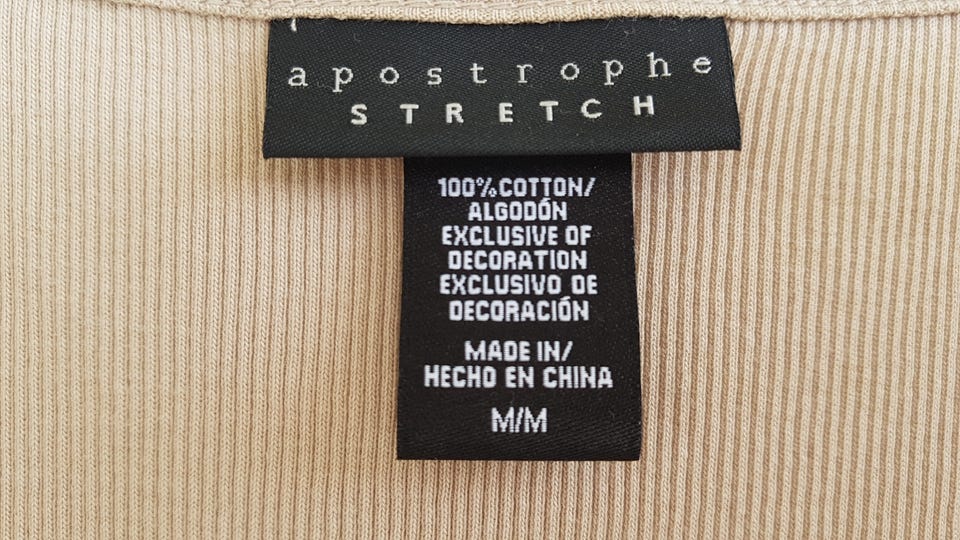 apostrophe
STRETCH
100% COTTON/
ALGODÓN
EXCLUSIVE OF
DECORATION
EXCLUSIVO DE
DECORACIÓN
MADE IN/
HECHO EN CHINA
M/M